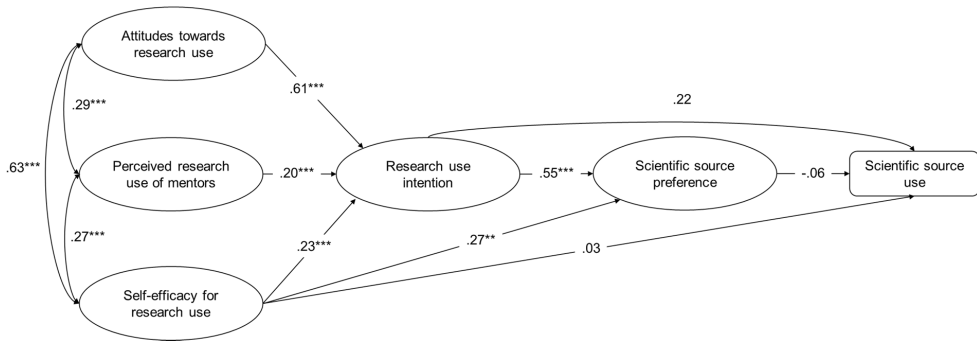 Attitudes towards
research use
.61***
.22
.29***
.63***
Perceived research
use of mentors
.20***
Research use
intention
.55***
Scientific source
preference
-.06
Scientific source
use
.27***
.23***
.27**
.03
Self-efficacy for
research use